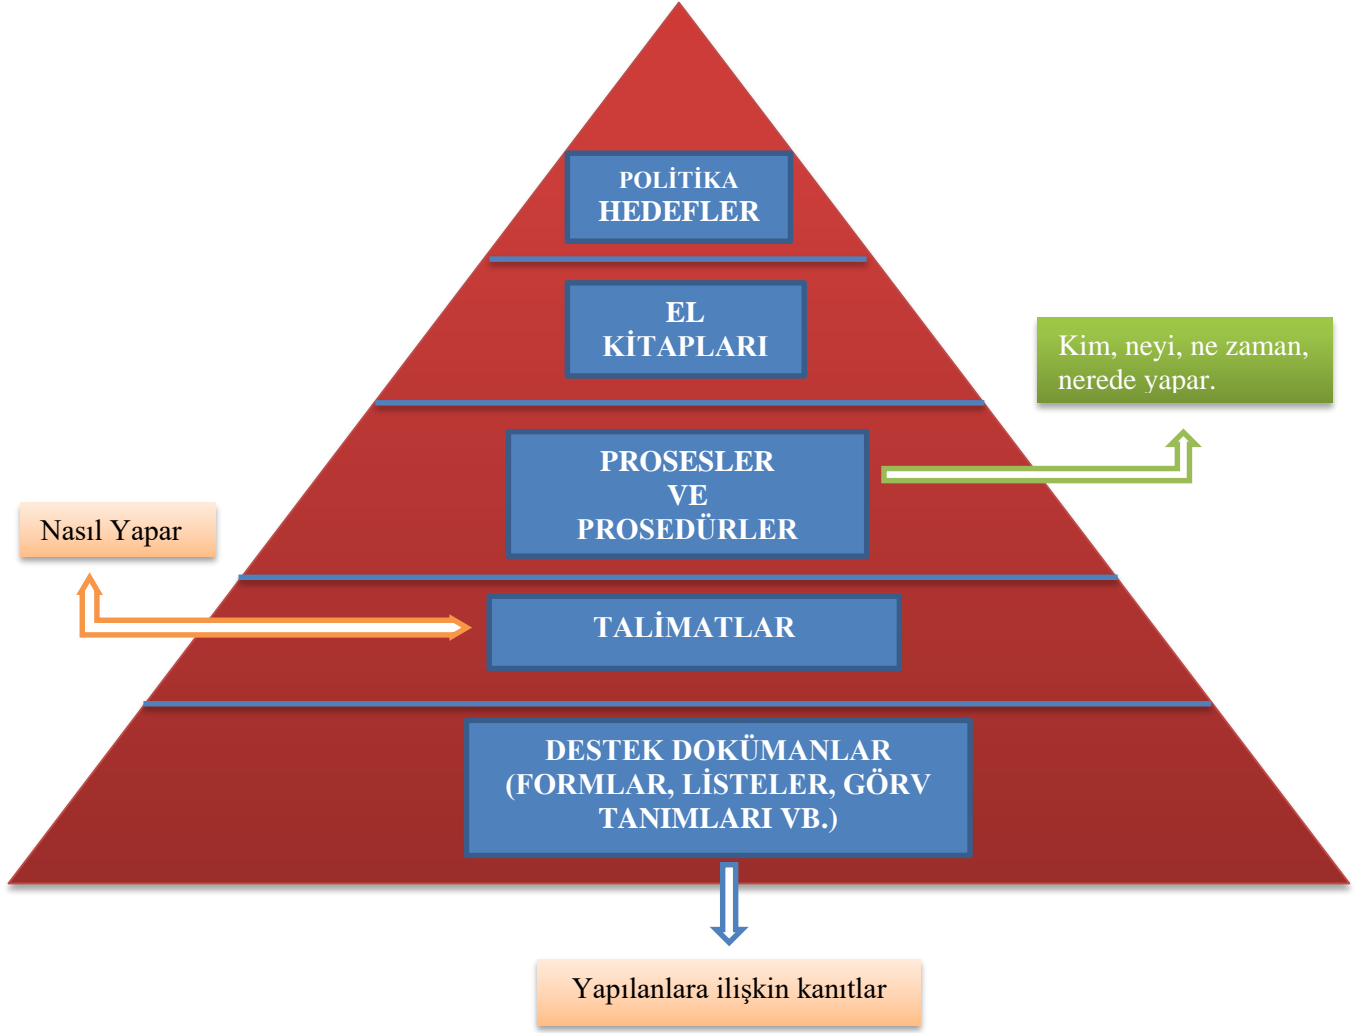 POLİTİKA
HEDEFLER
EL
KİTAPLARI
Kim, neyi, ne zaman,
nerede yapar.
PROSESLER
VE
PROSEDÜRLER
Nasıl Yapar
TALİMATLAR
DESTEK DOKÜMANLAR
(FORMLAR, LİSTELER, GÖRV
TANIMLARI VB.)
Yapılanlara ilişkin kanıtlar